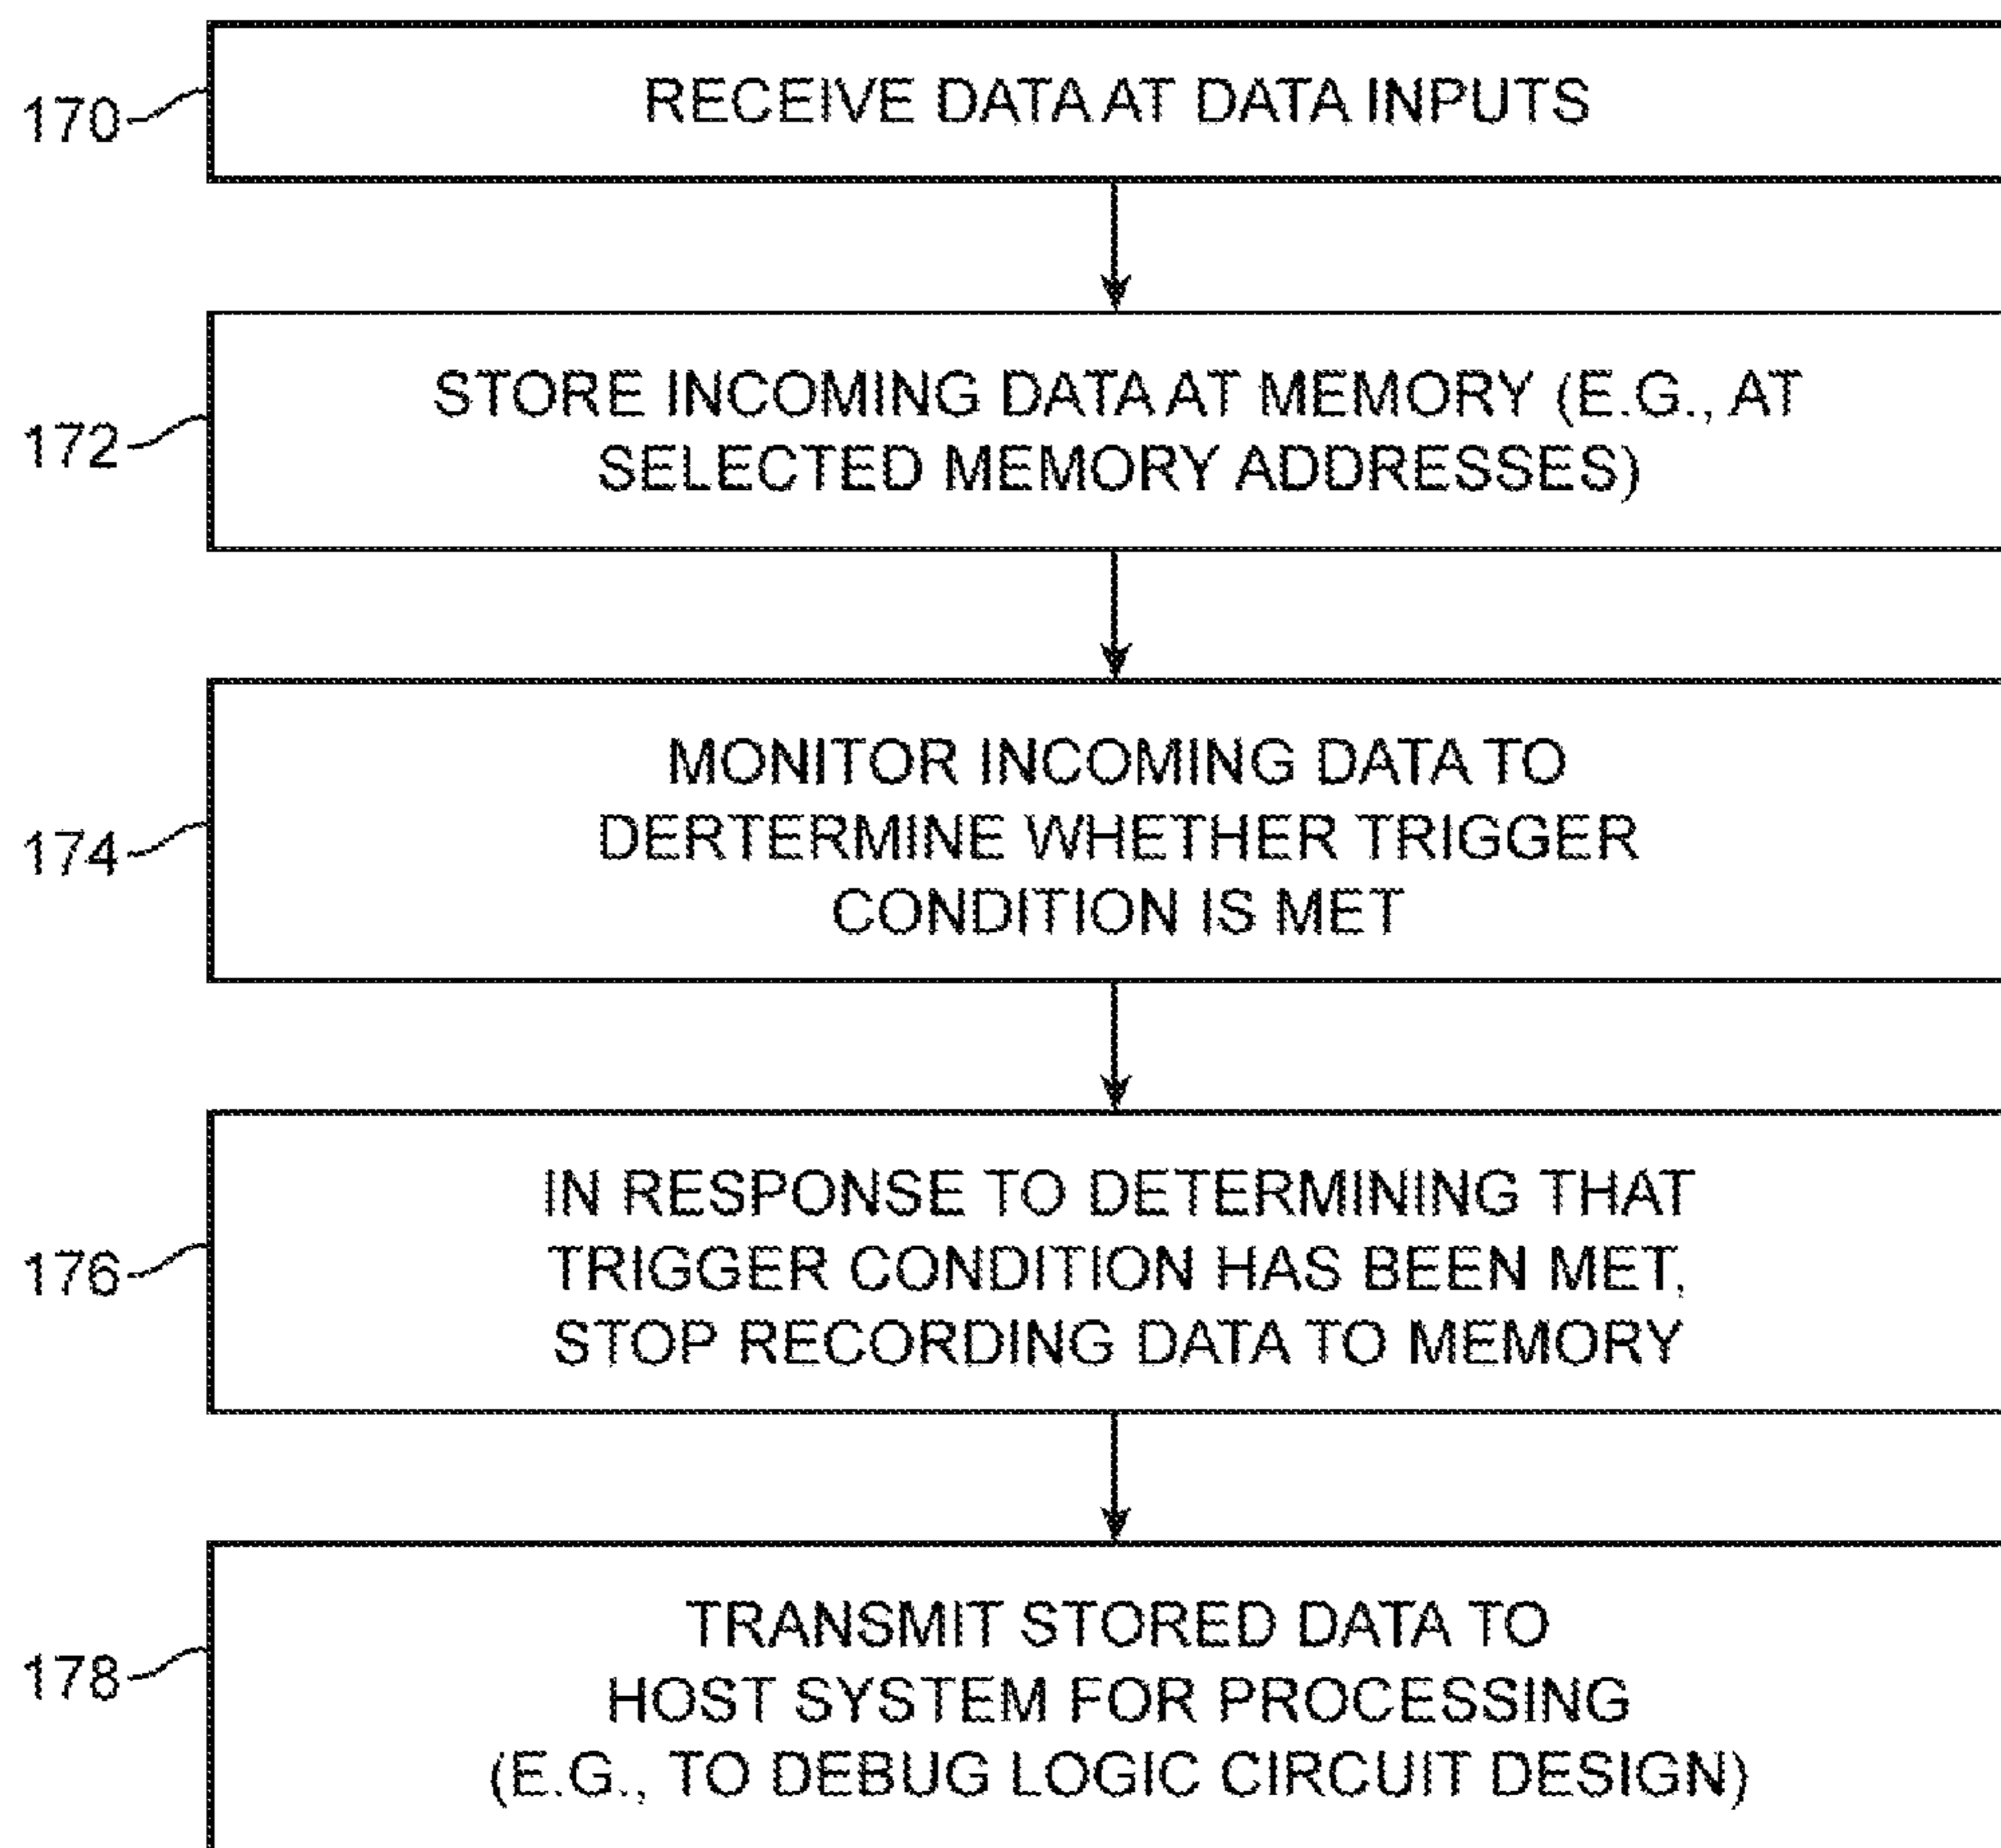 170
RECEIVE DATA AT DATA INPUTS
172
STORE INCOMING DATA AT MEMORY (E.G., AT
SELECTED MEMORY ADDRESSES)
174
MONITOR INCOMING DATA TO
DERTERMINE WHETHER TRIGGER
CONDITION IS MET
176
IN RESPONSE TO DETERMINING THAT
TRIGGER CONDITION HAS BEEN MET,
STOP RECORDING DATA TO MEMORY
178
TRANSMIT STORED DATA TO
HOST SYSTEM FOR PROCESSING
(E.G., TO DEBUG LOGIC CIRCUIT DESIGN)